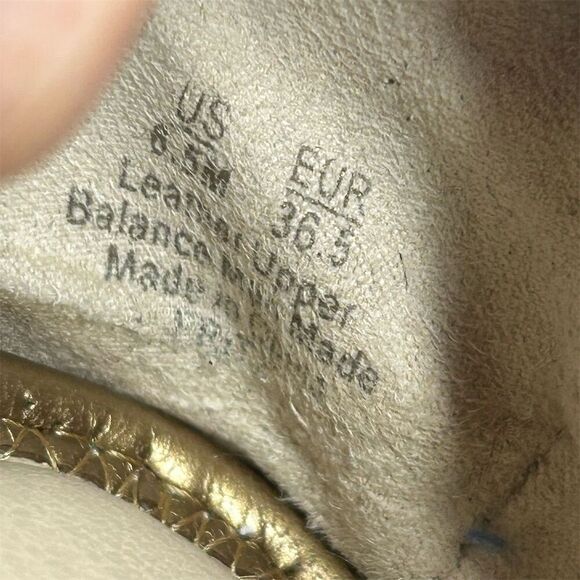 US EUR
6.5M 36.5
Leather Upper
Balance Man Made
Made in